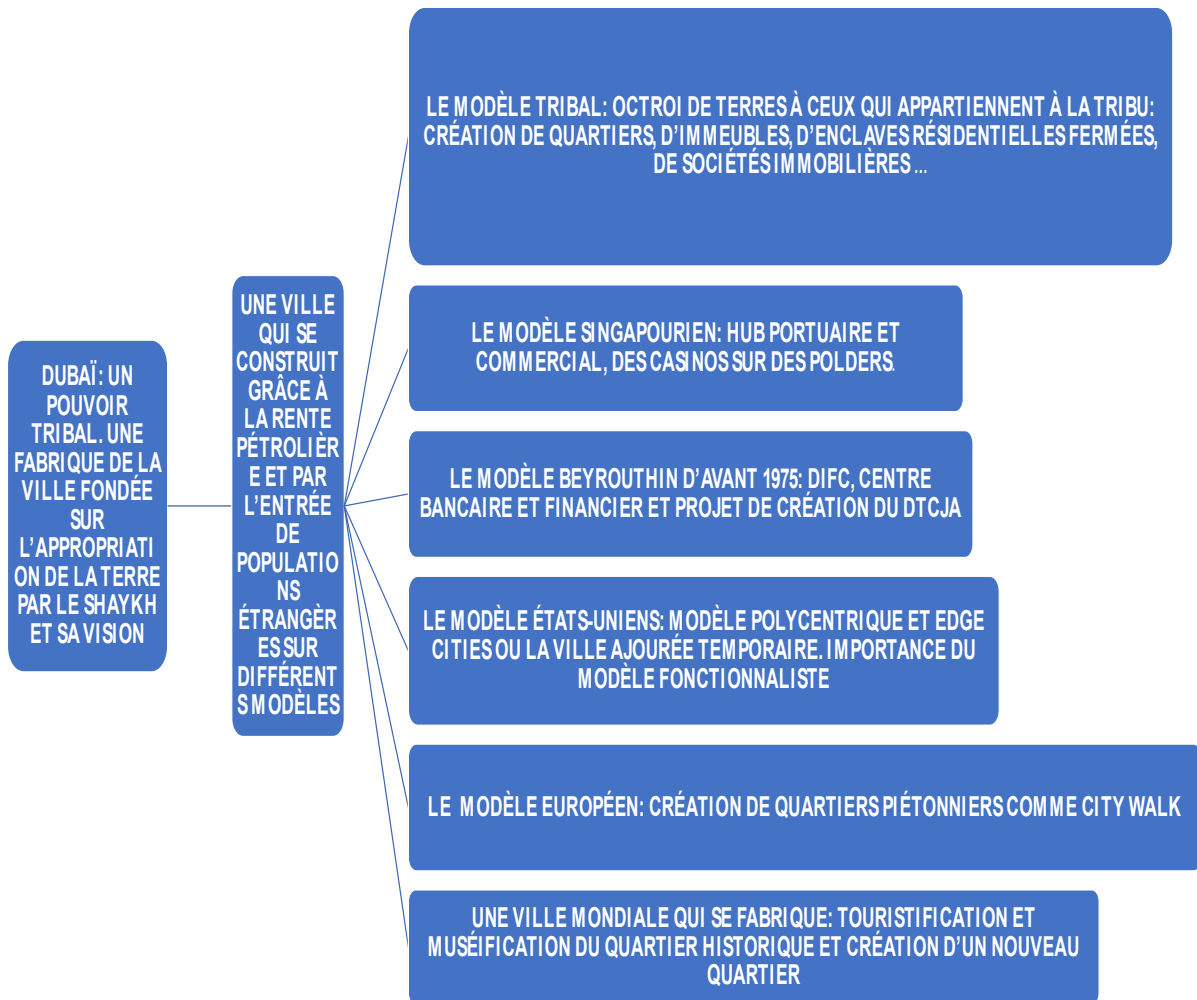 DUBAÏ: UN
POUVOIR
TRIBAL. UNE
FABRIQUE DE LA
VILLE FONDÉE
SUR
L’APPROPRIATI
ON DE LA TERRE
PAR LE SHAYKH
ET SA VISION
UNE VILLE
QUI SE
CONSTRUIT
GRÂCE À
LA RENTE
PÉTROLIÈR
E ET PAR
L’ENTRÉE
DE
POPULATIO
NS
ÉTRANGÈR
ES SUR
DIFFÉRENT
S MODÈLES
LE MODÈLE TRIBAL: OCTROI DE TERRES À CEUX QUI APPARTIENNENT À LA TRIBU:
CRÉATION DE QUARTIERS, D’IMMEUBLES, D’ENCLAVES RÉSIDENTIELLES FERMÉES,
DE SOCIÉTÉS IMMOBILIÈRES ...
LE MODÈLE SINGAPOURIEN: HUB PORTUAIRE ET
COMMERCIAL, DES CASINOS SUR DES POLDERS.
LE MODÈLE BEYROUTHIN D’AVANT 1975: DIFC, CENTRE
BANCAIRE ET FINANCIER ET PROJET DE CRÉATION DU DTCJA
LE MODÈLE ÉTATS-UNIENS: MODÈLE POLYCENTRIQUE ET EDGE
CITIES OU LA VILLE AJOURÉE TEMPORAIRE. IMPORTANCE DU
MODÈLE FONCTIONNALISTE
LE MODÈLE EUROPÉEN: CRÉATION DE QUARTIERS PIÉTONNIERS COMME CITY WALK
UNE VILLE MONDIALE QUI SE FABRIQUE: TOURISTIFICATION ET
MUSÉIFICATION DU QUARTIER HISTORIQUE ET CRÉATION D’UN NOUVEAU
QUARTIER